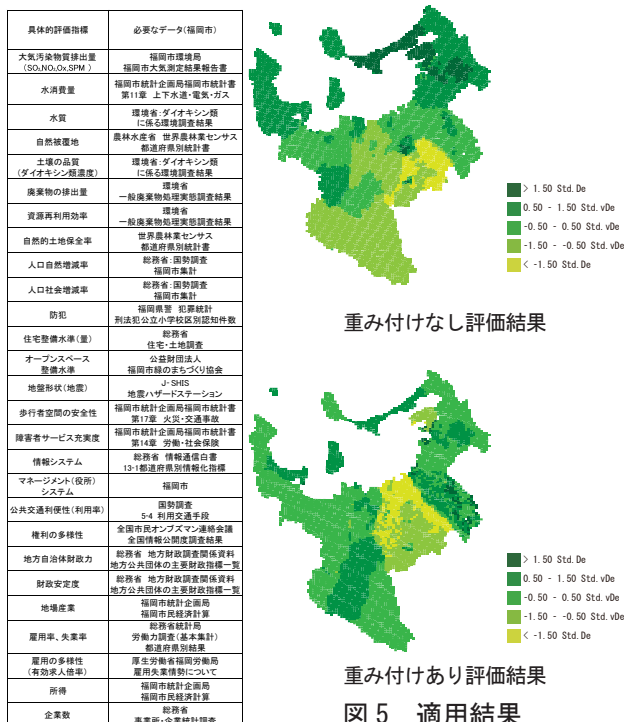 具体的評価指標 必要なデータ(福岡市)
大気汚染物質排出量
(SO₂,NO₂,Ox,SPM ) 福岡市環境局
福岡市大気測定結果報告書
水消費量 福岡市統計企画局福岡市統計書
第11章 上下水道・電気・ガス
水質 環境省:ダイオキシン類
に係る環境調査結果
自然被覆地 農林水産省 世界農林業センサス
都道府県別統計書
土壌の品質
(ダイオキシン類濃度) 環境省:ダイオキシン類
に係る環境調査結果
廃棄物の排出量 環境省
一般廃棄物処理実態調査結果
資源再利用効率 環境省
一般廃棄物処理実態調査結果
自然的土地保全率 世界農林業センサス
都道府県別統計書
人口自然増減率 総務省:国勢調査
福岡市集計
人口社会増減率 総務省:国勢調査
福岡市集計
防犯 福岡県警 犯罪統計
刑法犯公立小学校区別認知件数
住宅整備水準(量) 総務省
住宅・土地調査
オープンスペース
整備水準 公益財団法人
福岡市緑のまちづくり協会
地盤形状(地震) J-SHIS
地震ハザードステーション
歩行者空間の安全性 福岡市統計企画局福岡市統計書
第17章 火災・交通事故
障害者サービス充実度 福岡市統計企画局福岡市統計書
第14章 労働・社会保険
情報システム 総務省 情報通信白書
13-1都道府県別情報化指標
マネージメント(役所)
システム 福岡市
公共交通利便性(利用率) 国勢調査
5-4 利用交通手段
権利の多様性 全国市民オンブズマン連絡会議
全国情報公開度調査結果
地方自治体財政力 総務省 地方財政調査関係資料
地方公共団体の主要財政指標一覧
財政安定度 総務省 地方財政調査関係資料
地方公共団体の主要財政指標一覧
地場産業 福岡市統計企画局
福岡市民経済計算
雇用率、失業率 総務省統計局
労働力調査(基本集計)
都道府県別結果
雇用の多様性
(有効求人倍率) 厚生労働省福岡労働局
雇用失業情勢について
所得 福岡市統計企画局
福岡市民経済計算
企業数 総務省
事業所・企業統計調査
> 1.50 Std.De
0.50 - 1.50 Std.vDe
-0.50 - 0.50 Std.vDe
-1.50 - -0.50 Std.vDe
< -1.50 Std.De
重み付けなし評価結果
> 1.50 Std.De
0.50 - 1.50 Std.vDe
-0.50 - 0.50 Std.vDe
-1.50 - -0.50 Std.vDe
< -1.50 Std.De
重み付けあり評価結果
図5 適用結果